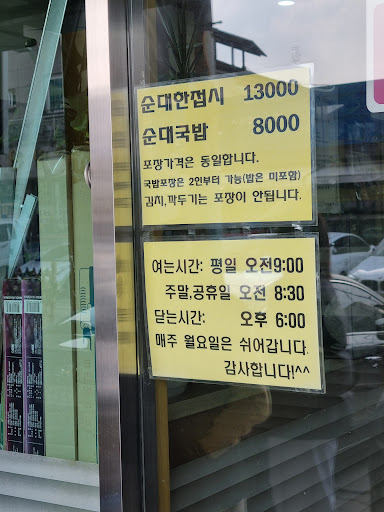 순대한접시 13000
순대국밥 8000
포장가격은 동일합니다.
국밥포장은 2인부터 가능(밥은 미포함)
김치,깍두기는 포장이 안됩니다.
여는시간: 평일 오전9:00
주말,공휴일 오전 8:30
닫는시간: 오후 6:00
매주 월요일은 쉬어갑니다.
감사합니다!^^